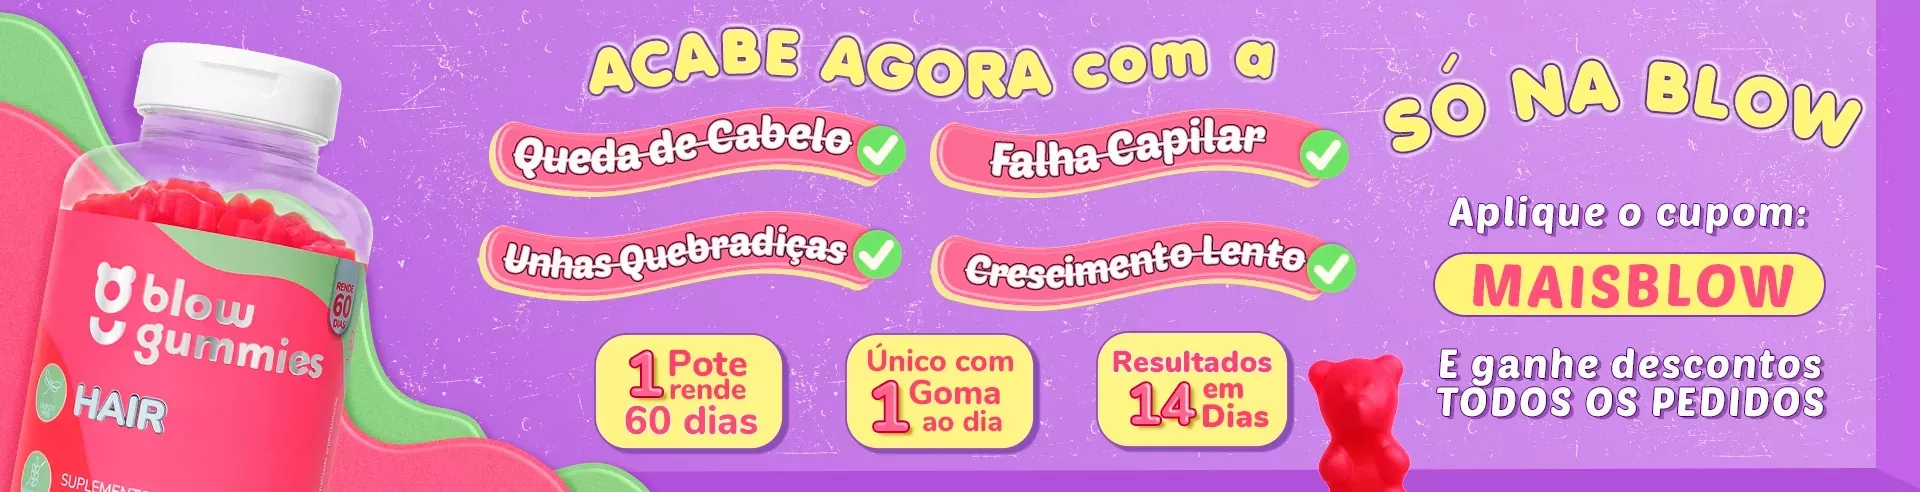 ACABE AGORA com a
Queda de Cabelo
Falha Capilar
Unhas Quebradiças
Crescimento Lento
1 Pote
rende
60 dias
Único com
1 Goma
ao dia
Resultados
14 em
Dias
SÓ NA BLOW
Aplique o cupom:
MAISBLOW
E ganhe descontos
TODOS OS PEDIDOS
blow
gummies
HAIR
RENDE
60
DIAS